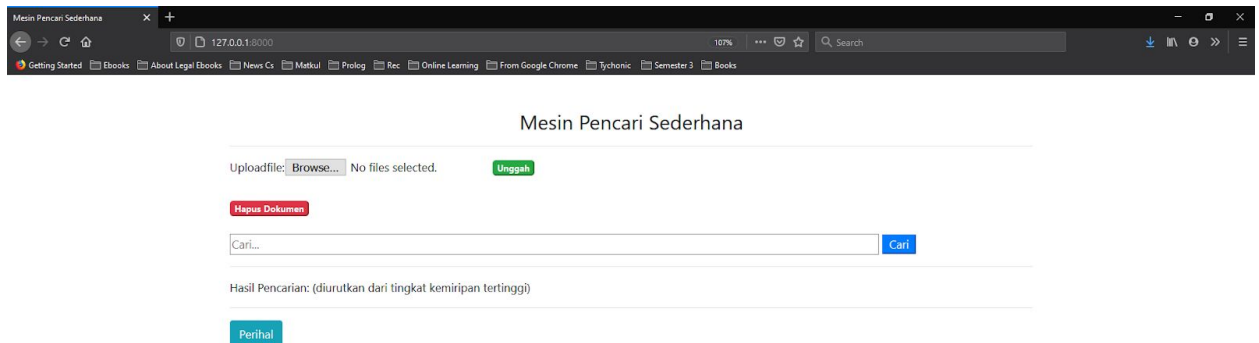 Mesin Pencari Sederhana
127.0.0.1:8000 107% Search
Getting Started Ebooks About Legal Ebooks News Cs Matkul Prolog Rec Online Learning From Google Chrome Tychonic Semester 3 Books
Mesin Pencari Sederhana
Uploadfile: Browse... No files selected. Unggah
Hapus Dokumen
Cari... Cari
Hasil Pencarian: (diurutkan dari tingkat kemiripan tertinggi)
Perihal